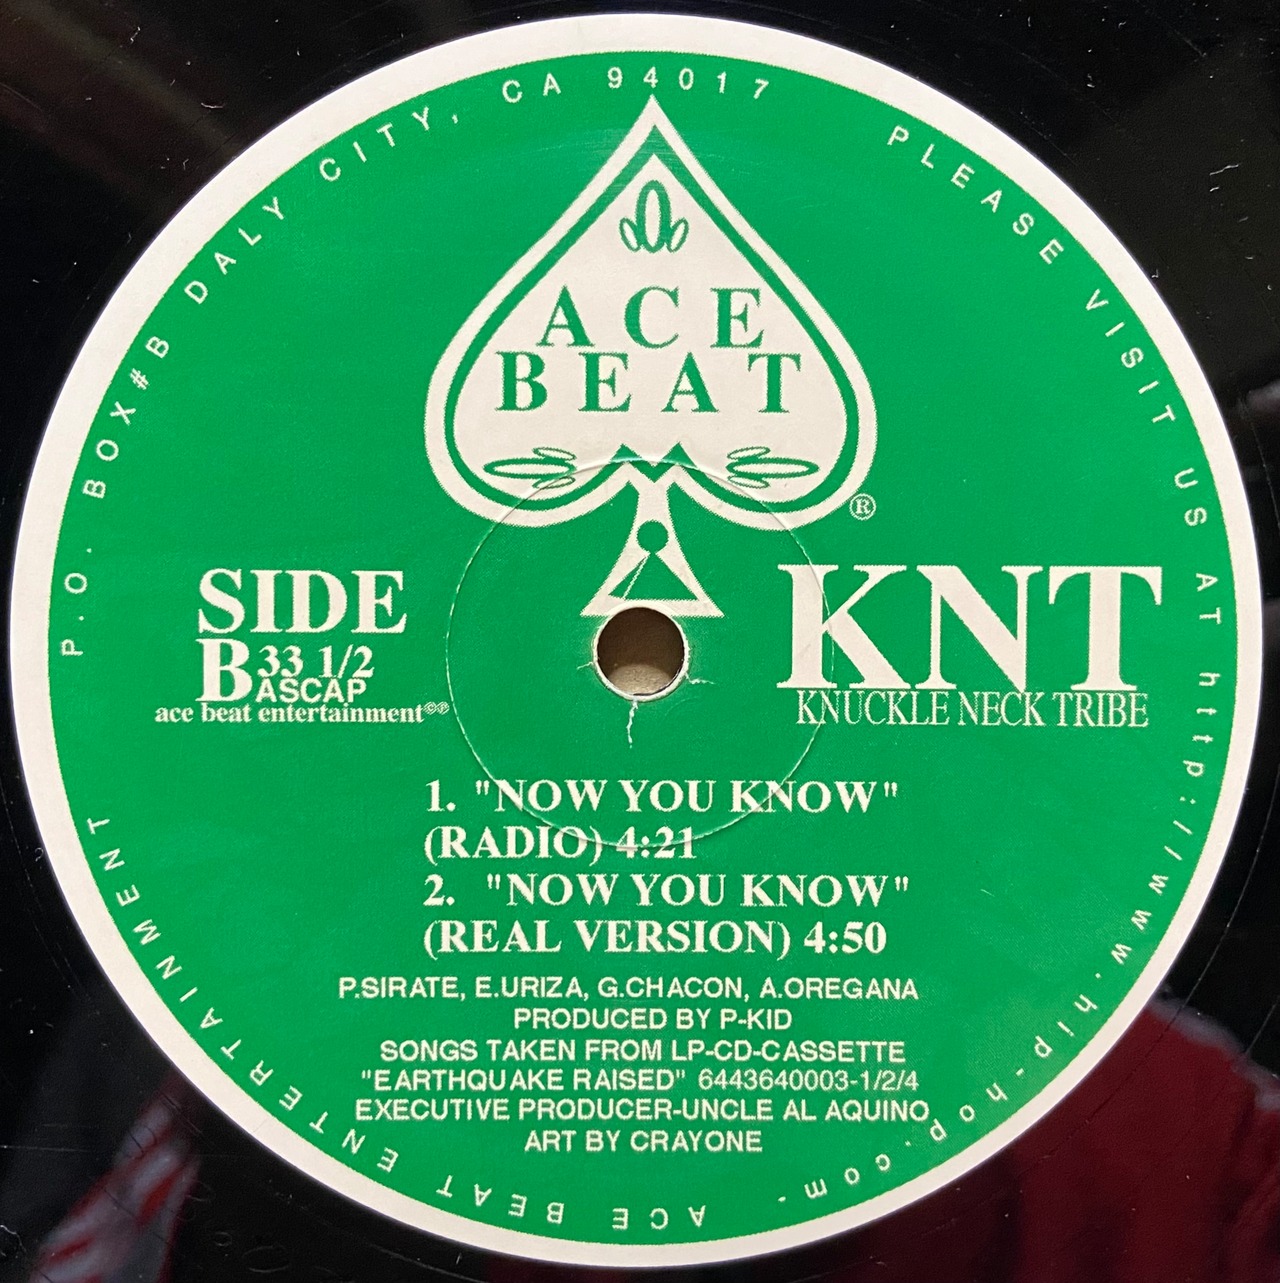 P.O. BOX#B DALY CITY, CA 94017
PLEASE VISIT US AT http://www.hip-hop.com.
ACE BEAT ENTERTAINMENT
ACE
BEAT
®
SIDE
B 33 1/2
ASCAP
ace beat entertainment©℗
KNT
KNUCKLE NECK TRIBE
1. "NOW YOU KNOW"
(RADIO) 4:21
2. "NOW YOU KNOW"
(REAL VERSION) 4:50
P.SIRATE, E.URIZA, G.CHACON, A.OREGANA
PRODUCED BY P-KID
SONGS TAKEN FROM LP-CD-CASSETTE
"EARTHQUAKE RAISED" 6443640003-1/2/4
EXECUTIVE PRODUCER-UNCLE AL AQUINO
ART BY CRAYONE